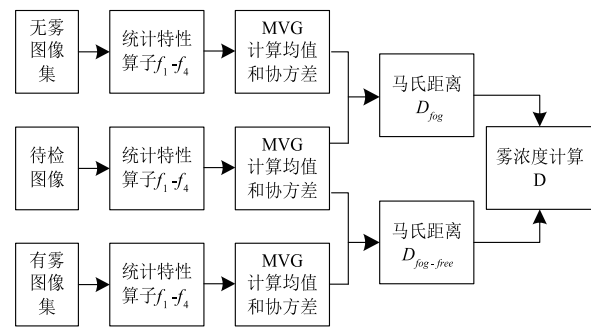 无雾
图像
集
统计特性
算子f₁-f₄
MVG
计算均值
和协方差
待检
图像
统计特性
算子f₁-f₄
MVG
计算均值
和协方差
有雾
图像
集
统计特性
算子f₁-f₄
MVG
计算均值
和协方差
马氏距离
D_fog
马氏距离
D_fog-free
雾浓度计算
D